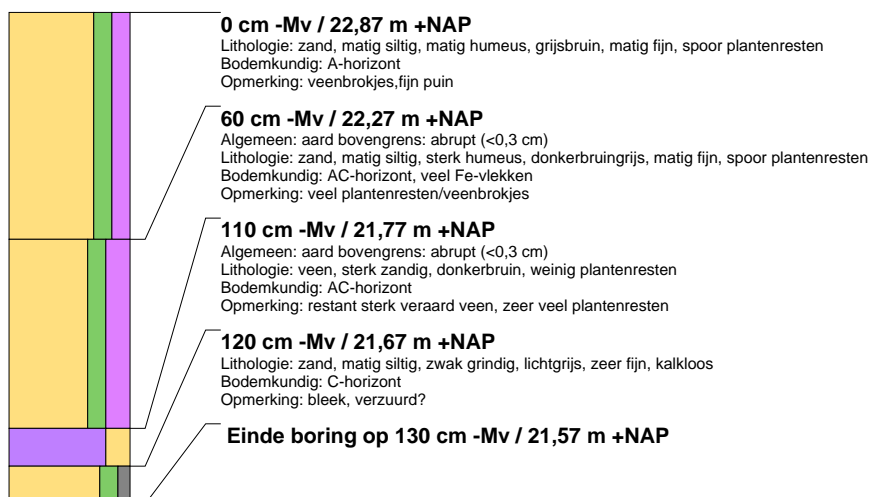 0 cm -Mv / 22,87 m +NAP
Lithologie: zand, matig siltig, matig humeus, grijsbruin, matig fijn, spoor plantenresten
Bodemkundig: A-horizont
Opmerking: veenbrokjes,fijn puin
60 cm -Mv / 22,27 m +NAP
Algemeen: aard bovengrens: abrupt (<0,3 cm)
Lithologie: zand, matig siltig, sterk humeus, donkerbruingrijs, matig fijn, spoor plantenresten
Bodemkundig: AC-horizont, veel Fe-vlekken
Opmerking: veel plantenresten/veenbrokjes
110 cm -Mv / 21,77 m +NAP
Algemeen: aard bovengrens: abrupt (<0,3 cm)
Lithologie: veen, sterk zandig, donkerbruin, weinig plantenresten
Bodemkundig: AC-horizont
Opmerking: restant sterk veraard veen, zeer veel plantenresten
120 cm -Mv / 21,67 m +NAP
Lithologie: zand, matig siltig, zwak grindig, lichtgrijs, zeer fijn, kalkloos
Bodemkundig: C-horizont
Opmerking: bleek, verzuurd?
Einde boring op 130 cm -Mv / 21,57 m +NAP